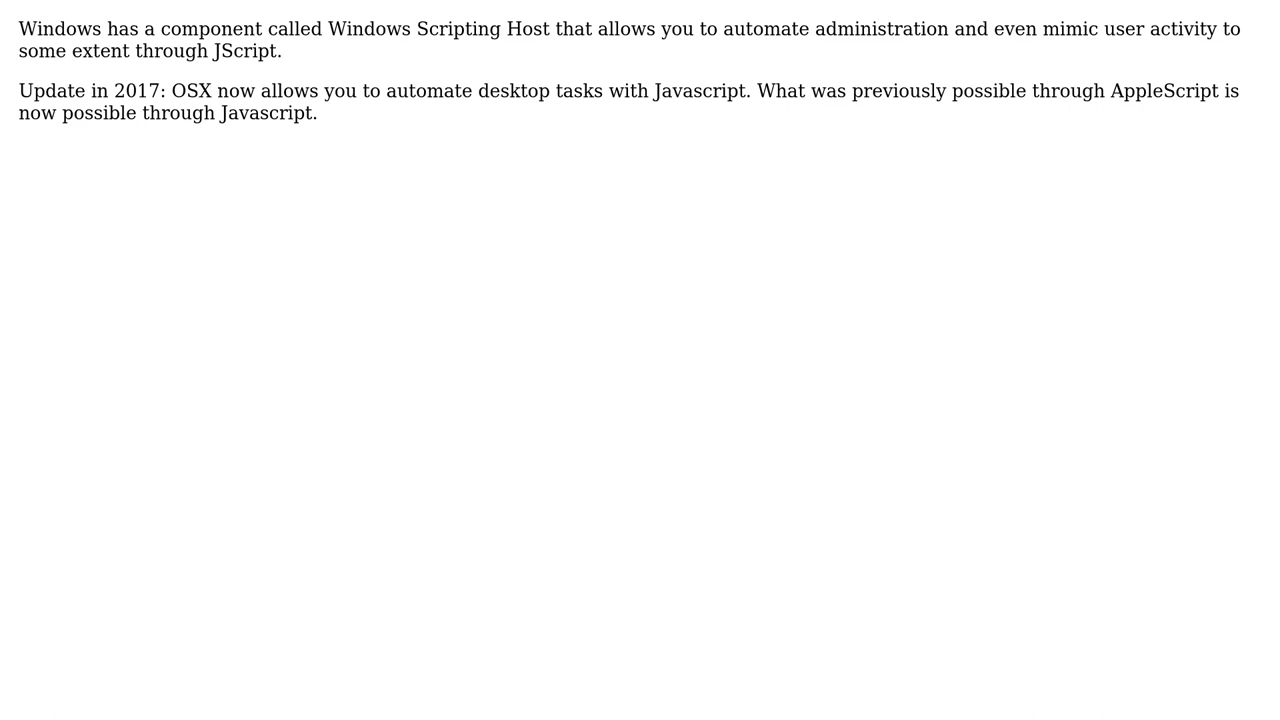 Windows has a component called Windows Scripting Host that allows you to automate administration and even mimic user activity to
some extent through JScript.
Update in 2017: OSX now allows you to automate desktop tasks with Javascript. What was previously possible through AppleScript is
now possible through Javascript.